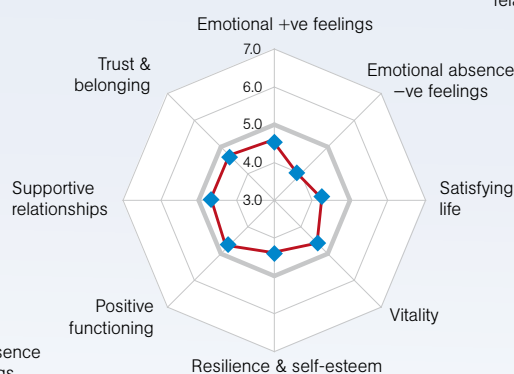 Emotional +ve feelings
Emotional absence
–ve feelings
Satisfying
life
Vitality
Resilience & self-esteem
Positive
functioning
Supportive
relationships
Trust &
belonging
7.0
6.0
5.0
4.0
3.0